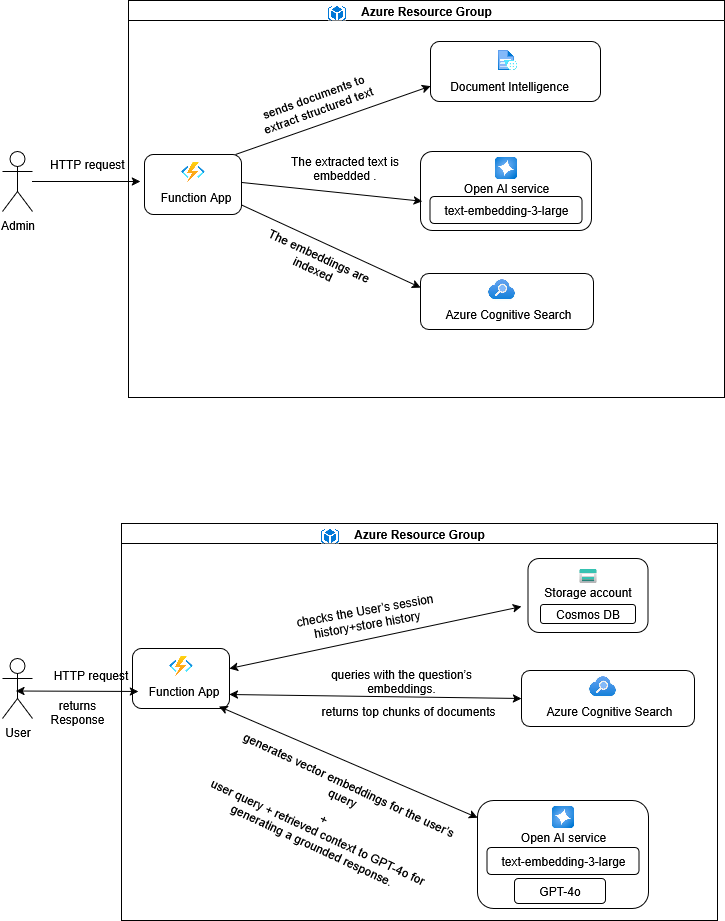 Azure Resource Group
Document Intelligence
sends documents to
extract structured text
HTTP request
Admin
Function App
The extracted text is
embedded .
Open AI service
text-embedding-3-large
The embeddings are
indexed
Azure Cognitive Search
Azure Resource Group
Storage account
Cosmos DB
checks the User's session
history+store history
HTTP request
returns
Response
User
Function App
queries with the question's
embeddings.
returns top chunks of documents
Azure Cognitive Search
generates vector embeddings for the user's
query
+
user query + retrieved context to GPT-4o for
generating a grounded response.
Open AI service
text-embedding-3-large
GPT-4o